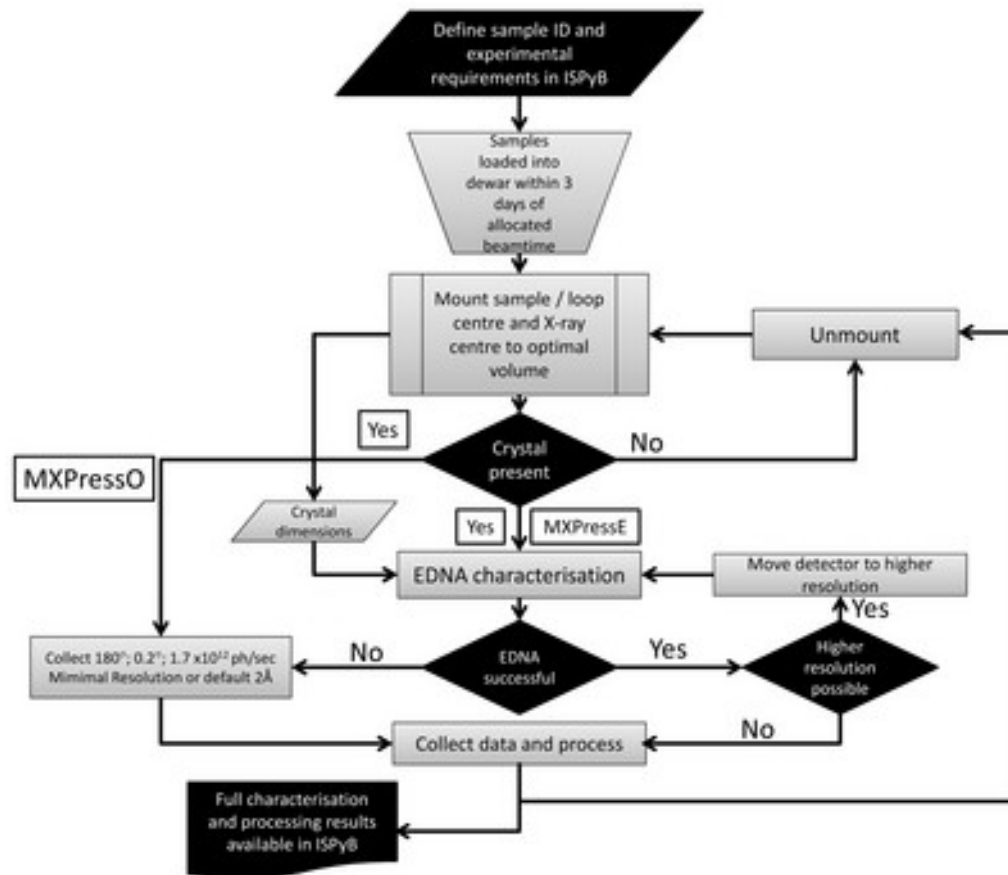 Define sample ID and
experimental
requirements in ISPyB
Samples
loaded into
dewar within 3
days of
allocated
beamtime
Mount sample / loop
centre and X-ray
centre to optimal
volume
Unmount
Yes
No
Crystal
present
MXPressO
Crystal
dimensions
Yes
MXPressE
EDNA characterisation
Move detector to higher
resolution
Yes
Collect 180°; 0.2°; 1.7 x10¹² ph/sec
Mimimal Resolution or default 2Å
No
EDNA
successful
Yes
Higher
resolution
possible
No
Collect data and process
Full characterisation
and processing results
available in ISPyB